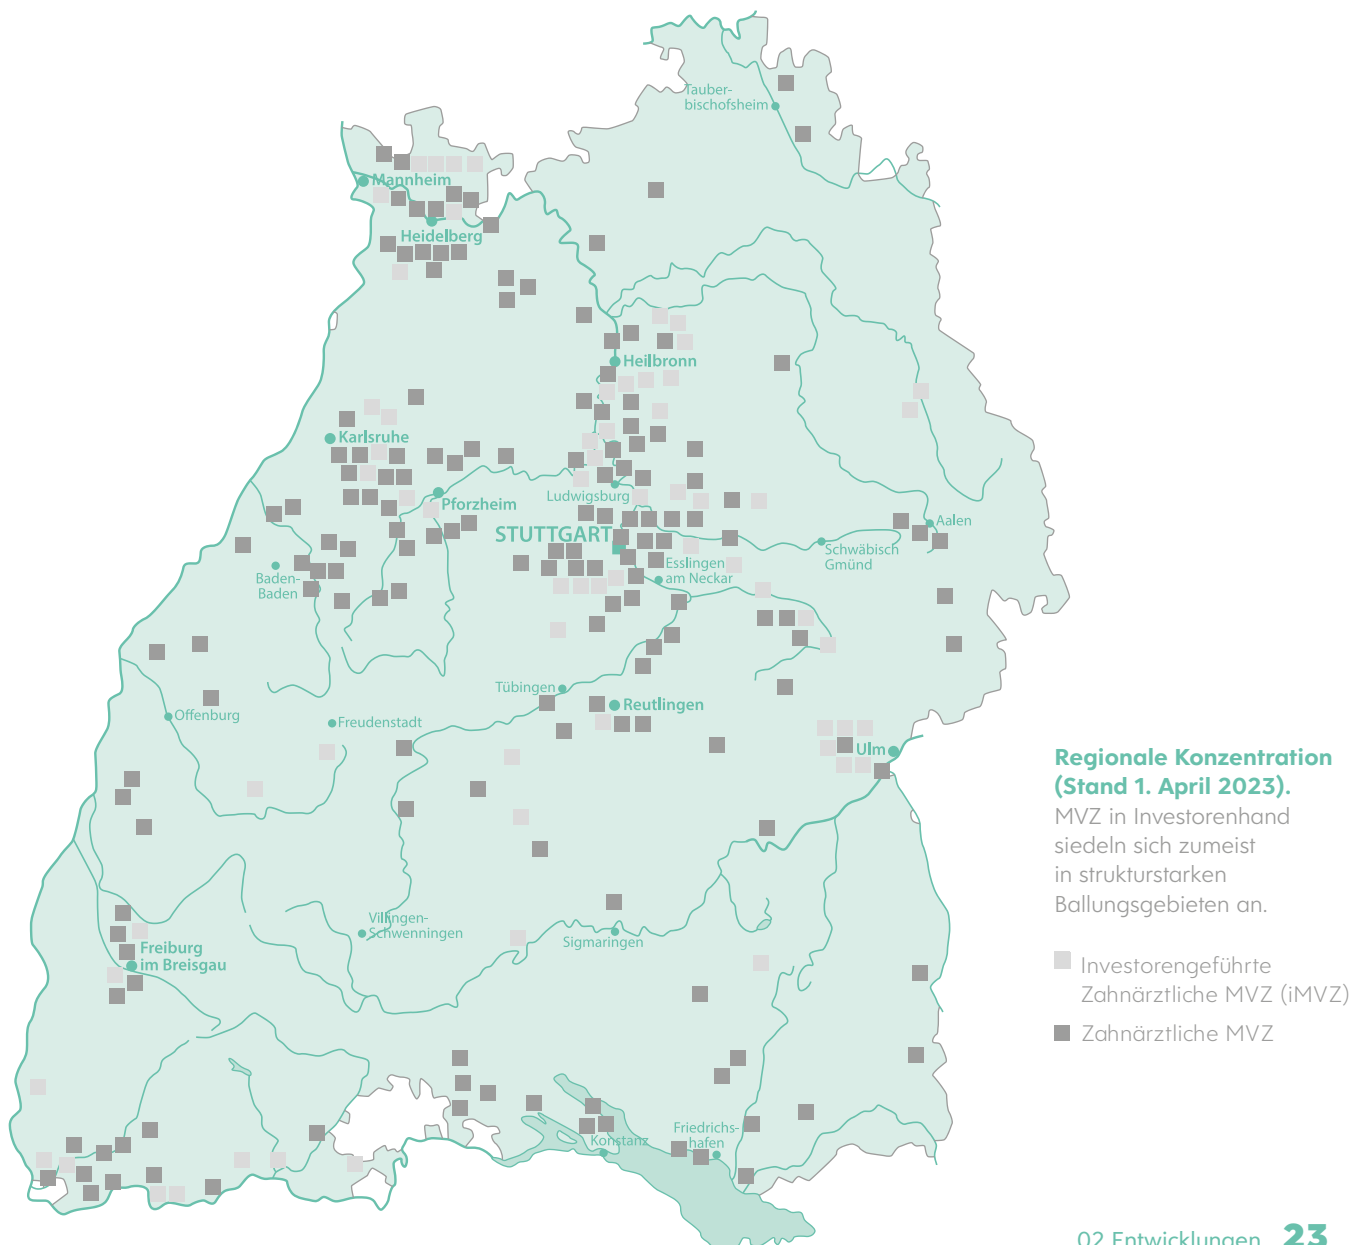 Tauber-
bischofsheim
Mannheim
Heidelberg
Heilbronn
Karlsruhe
Pforzheim
Ludwigsburg
STUTTGART
Aalen
Schwäbisch
Gmünd
Esslingen
am Neckar
Baden-
Baden
Tübingen
Reutlingen
Offenburg
Freudenstadt
Ulm
Regionale Konzentration
(Stand 1. April 2023).
MVZ in Investorenhand
siedeln sich zumeist
in strukturstarken
Ballungsgebieten an.
Investorengeführte
Zahnärztliche MVZ (iMVZ)
Zahnärztliche MVZ
Villingen-
Schwenningen
Sigmaringen
Freiburg
im Breisgau
Konstanz
Friedrichs-
hafen
02 Entwicklungen 23